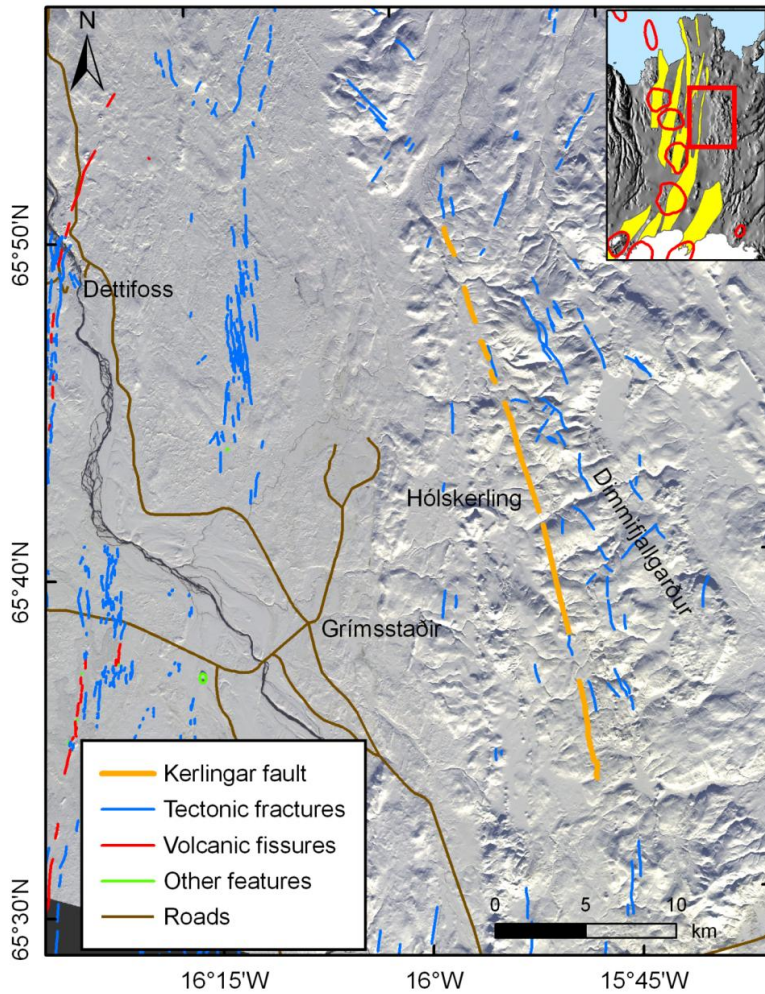 N
65°50'N
65°40'N
65°30'N
Dettifoss
Hólskerling
Dimmifjallgarður
Grímsstaðir
Kerlingar fault
Tectonic fractures
Volcanic fissures
Other features
Roads
0 5 10
km
16°15'W 16°W 15°45'W